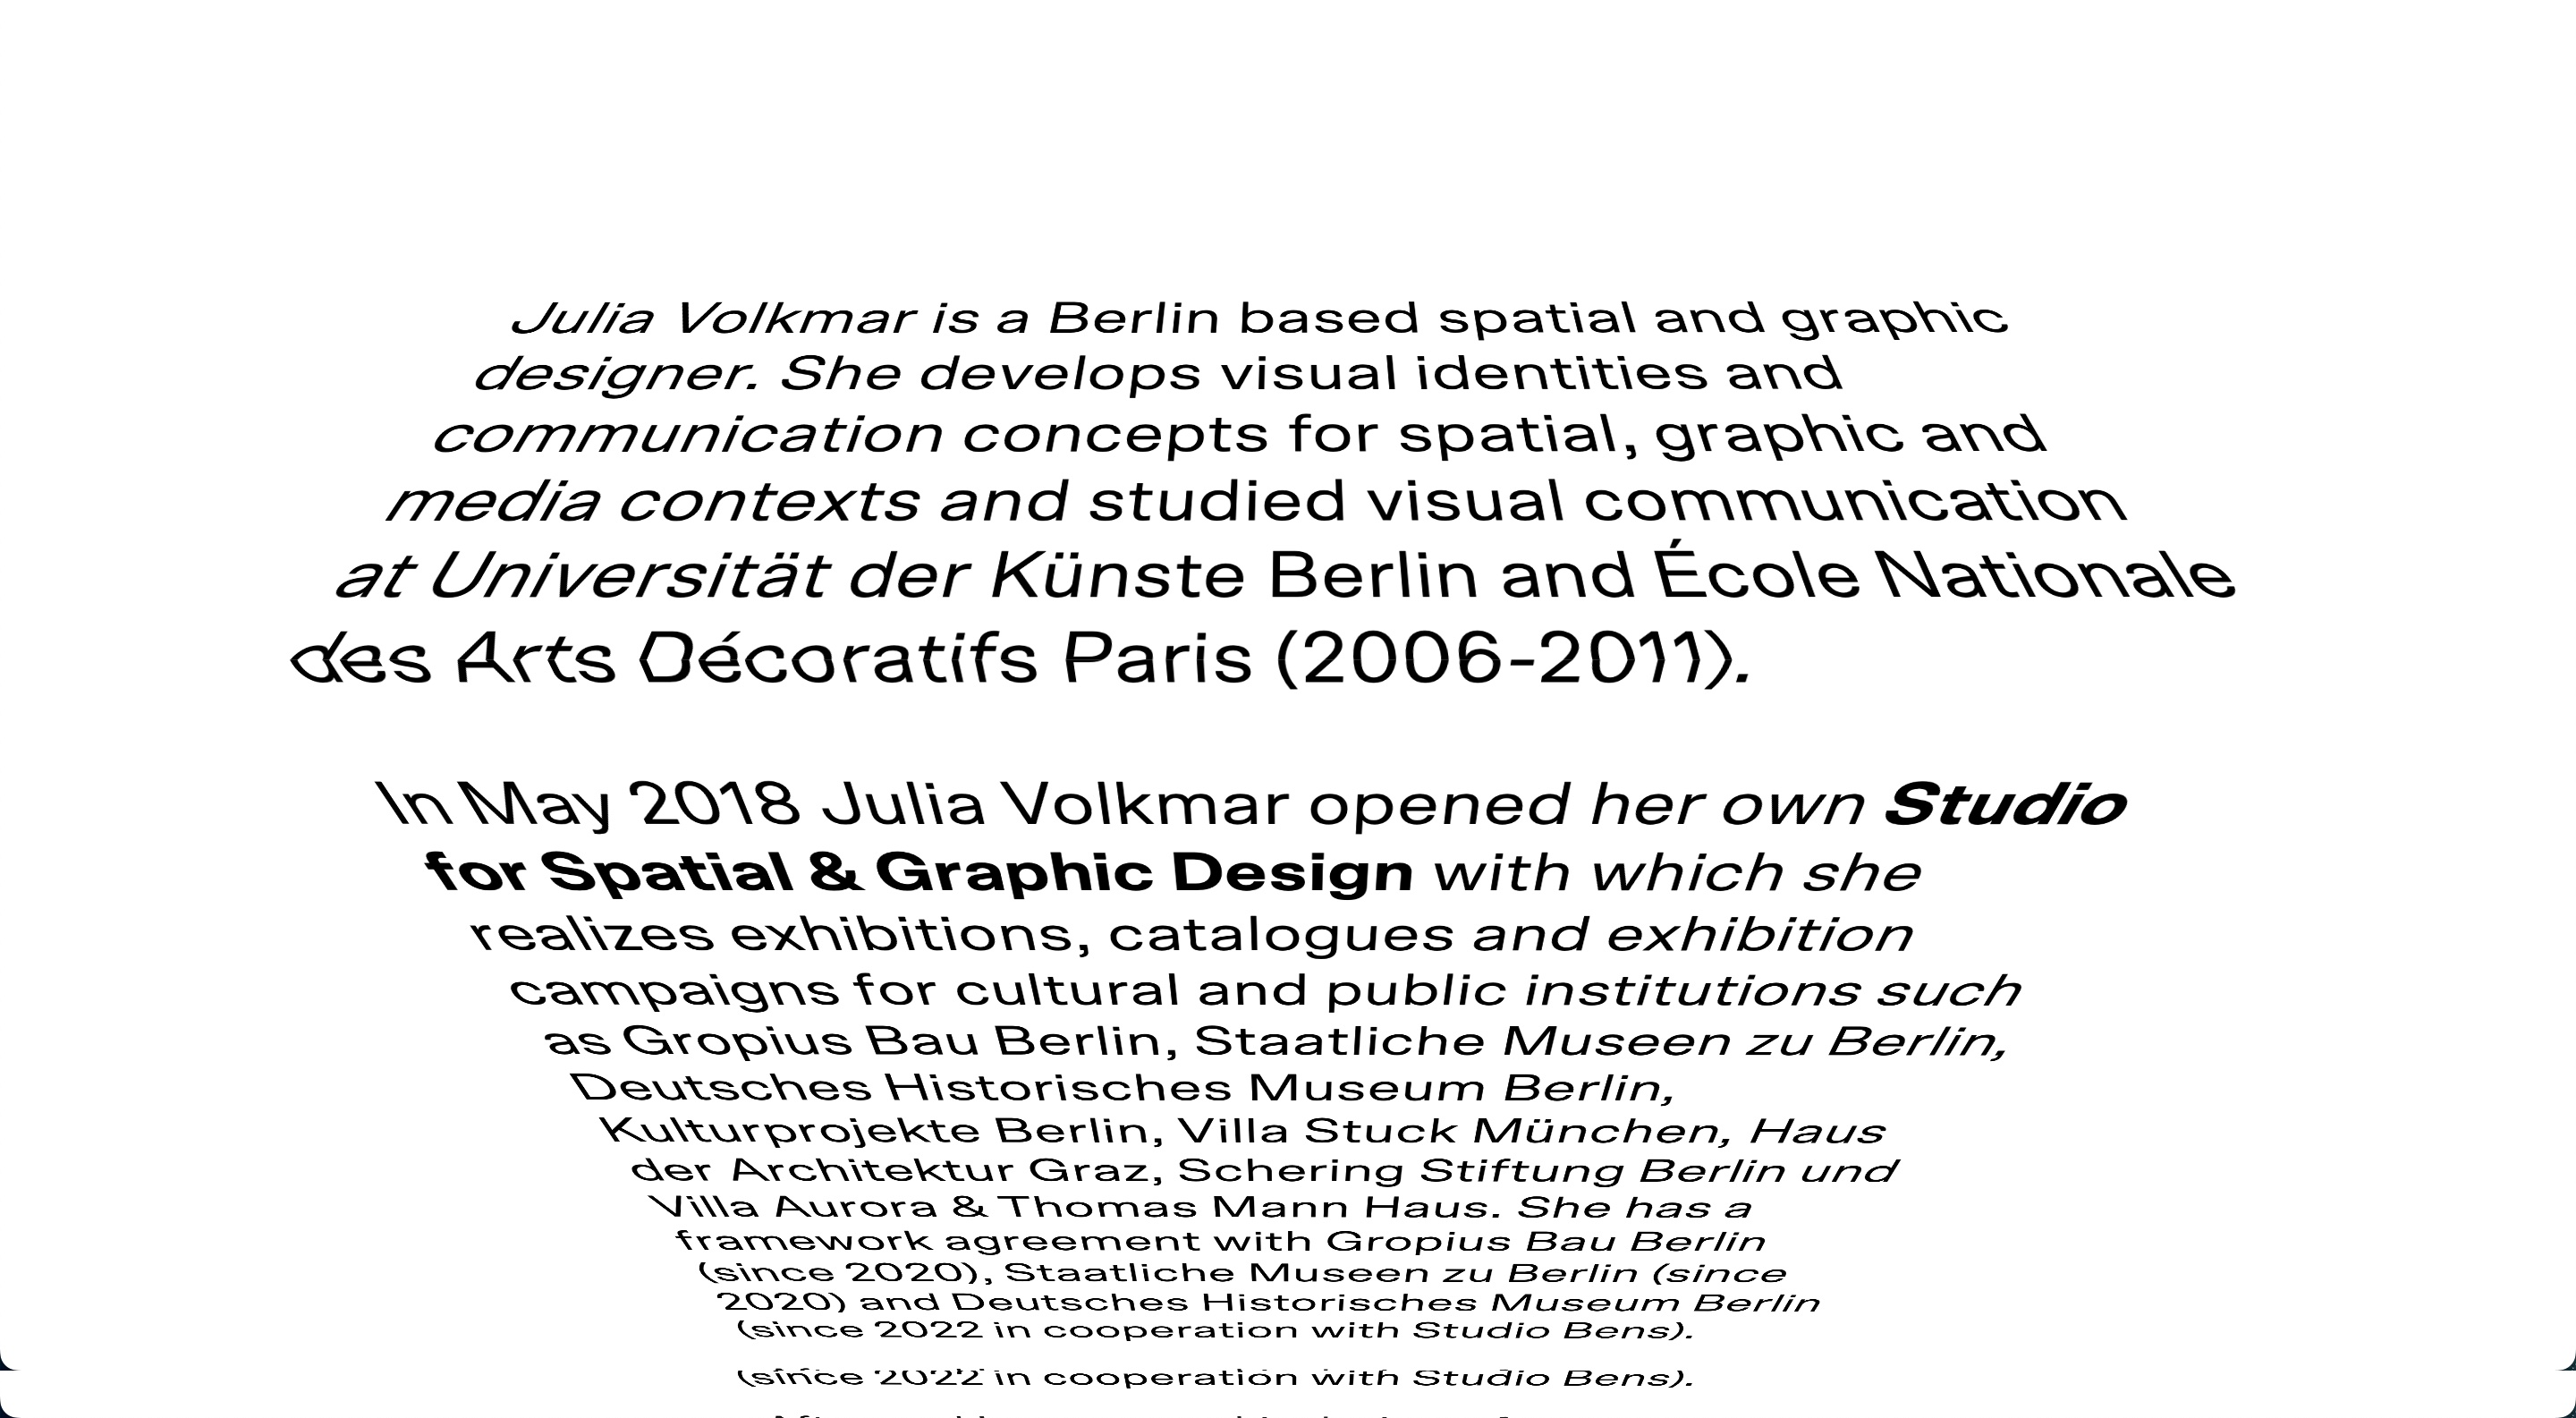 Julia Volkmar is a Berlin based spatial and graphic
designer. She develops visual identities and
communication concepts for spatial, graphic and
media contexts and studied visual communication
at Universität der Künste Berlin and École Nationale
des Arts Décoratifs Paris (2006-2011).
In May 2018 Julia Volkmar opened her own Studio
for Spatial & Graphic Design with which she
realizes exhibitions, catalogues and exhibition
campaigns for cultural and public institutions such
as Gropius Bau Berlin, Staatliche Museen zu Berlin,
Deutsches Historisches Museum Berlin,
Kulturprojekte Berlin, Villa Stuck München, Haus
der Architektur Graz, Schering Stiftung Berlin und
Villa Aurora & Thomas Mann Haus. She has a
framework agreement with Gropius Bau Berlin
(since 2020), Staatliche Museen zu Berlin (since
2020) and Deutsches Historisches Museum Berlin
(since 2022 in cooperation with Studio Bens).
(since 2022 in cooperation with Studio Bens).